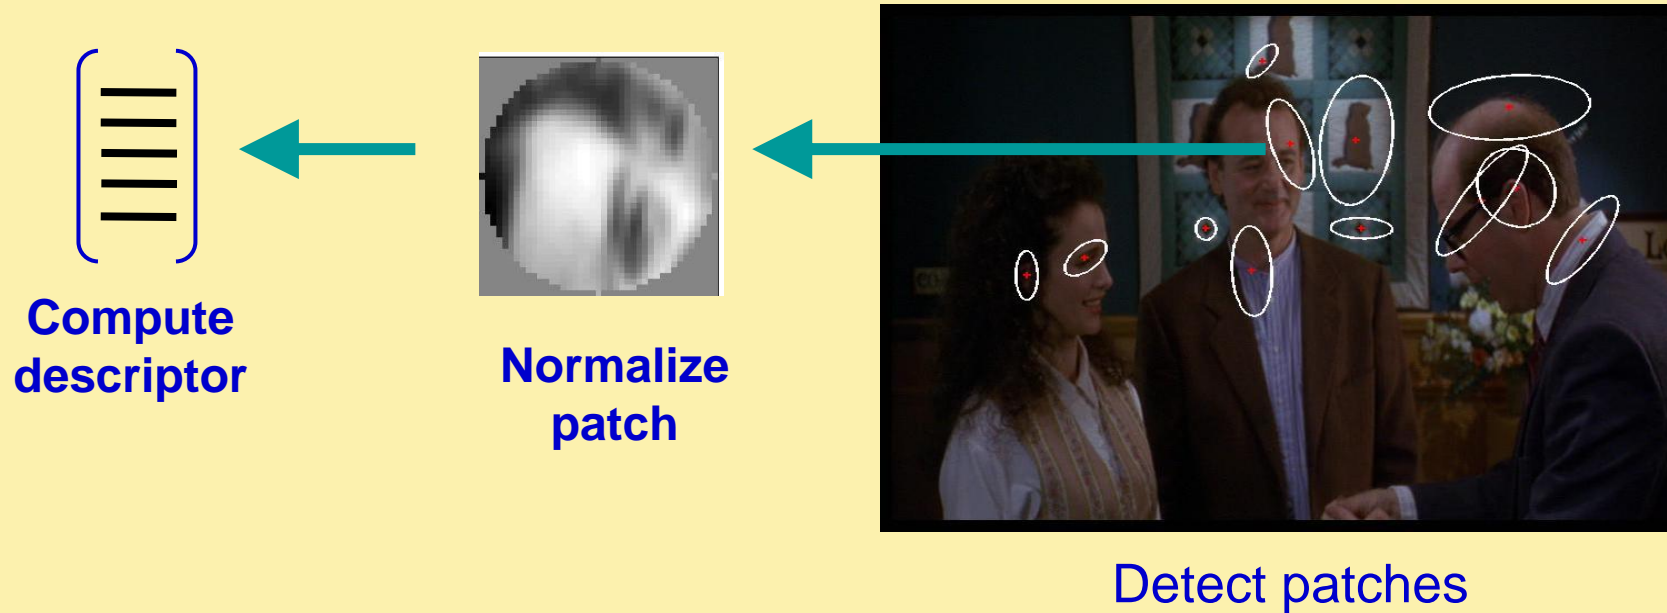 Compute
descriptor
Normalize
patch
Detect patches